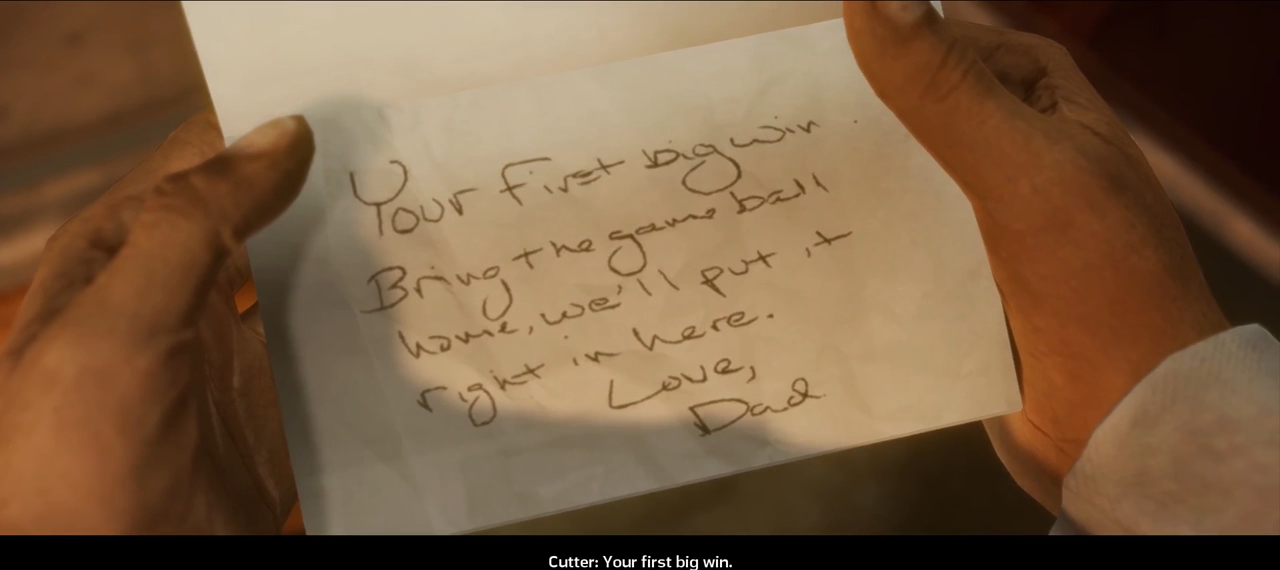 Your first big win.
Bring the game ball
home, we'll put it
right in here.
Love,
Dad
Cutter: Your first big win.